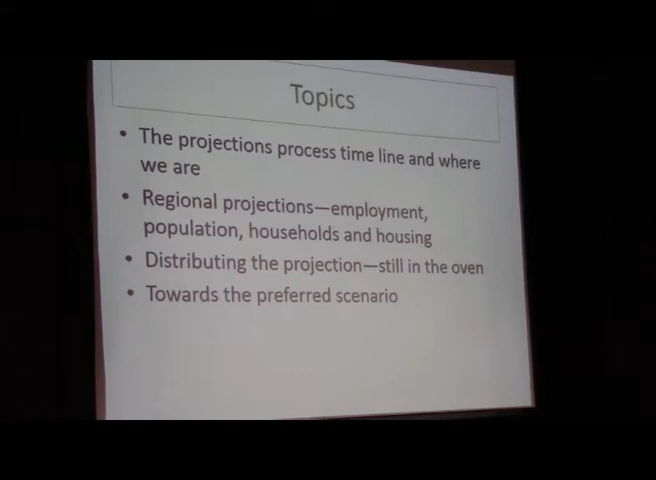 Topics
• The projections process time line and where
we are
• Regional projections—employment,
population, households and housing
• Distributing the projection—still in the oven
• Towards the preferred scenario